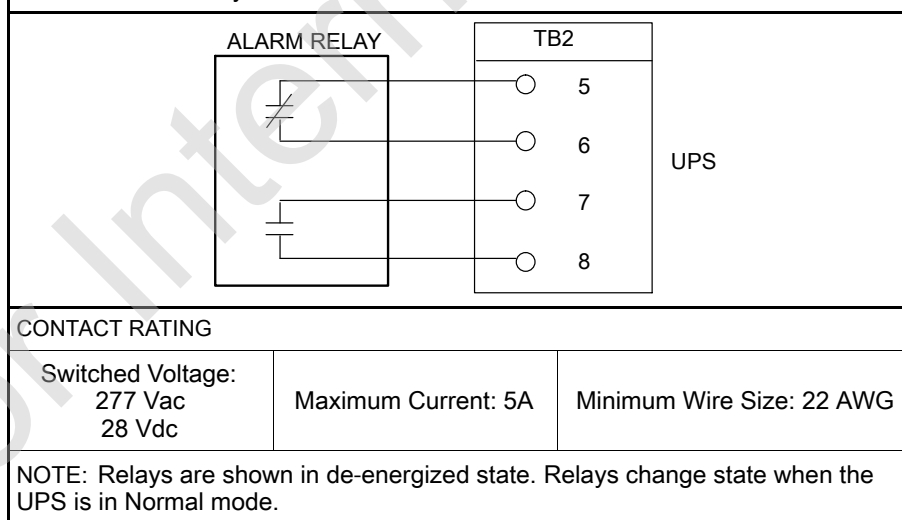 ALARM RELAY
TB2
5
6
UPS
7
8
CONTACT RATING
Switched Voltage:
277 Vac
28 Vdc
Maximum Current: 5A
Minimum Wire Size: 22 AWG
NOTE: Relays are shown in de-energized state. Relays change state when the
UPS is in Normal mode.
or Intern